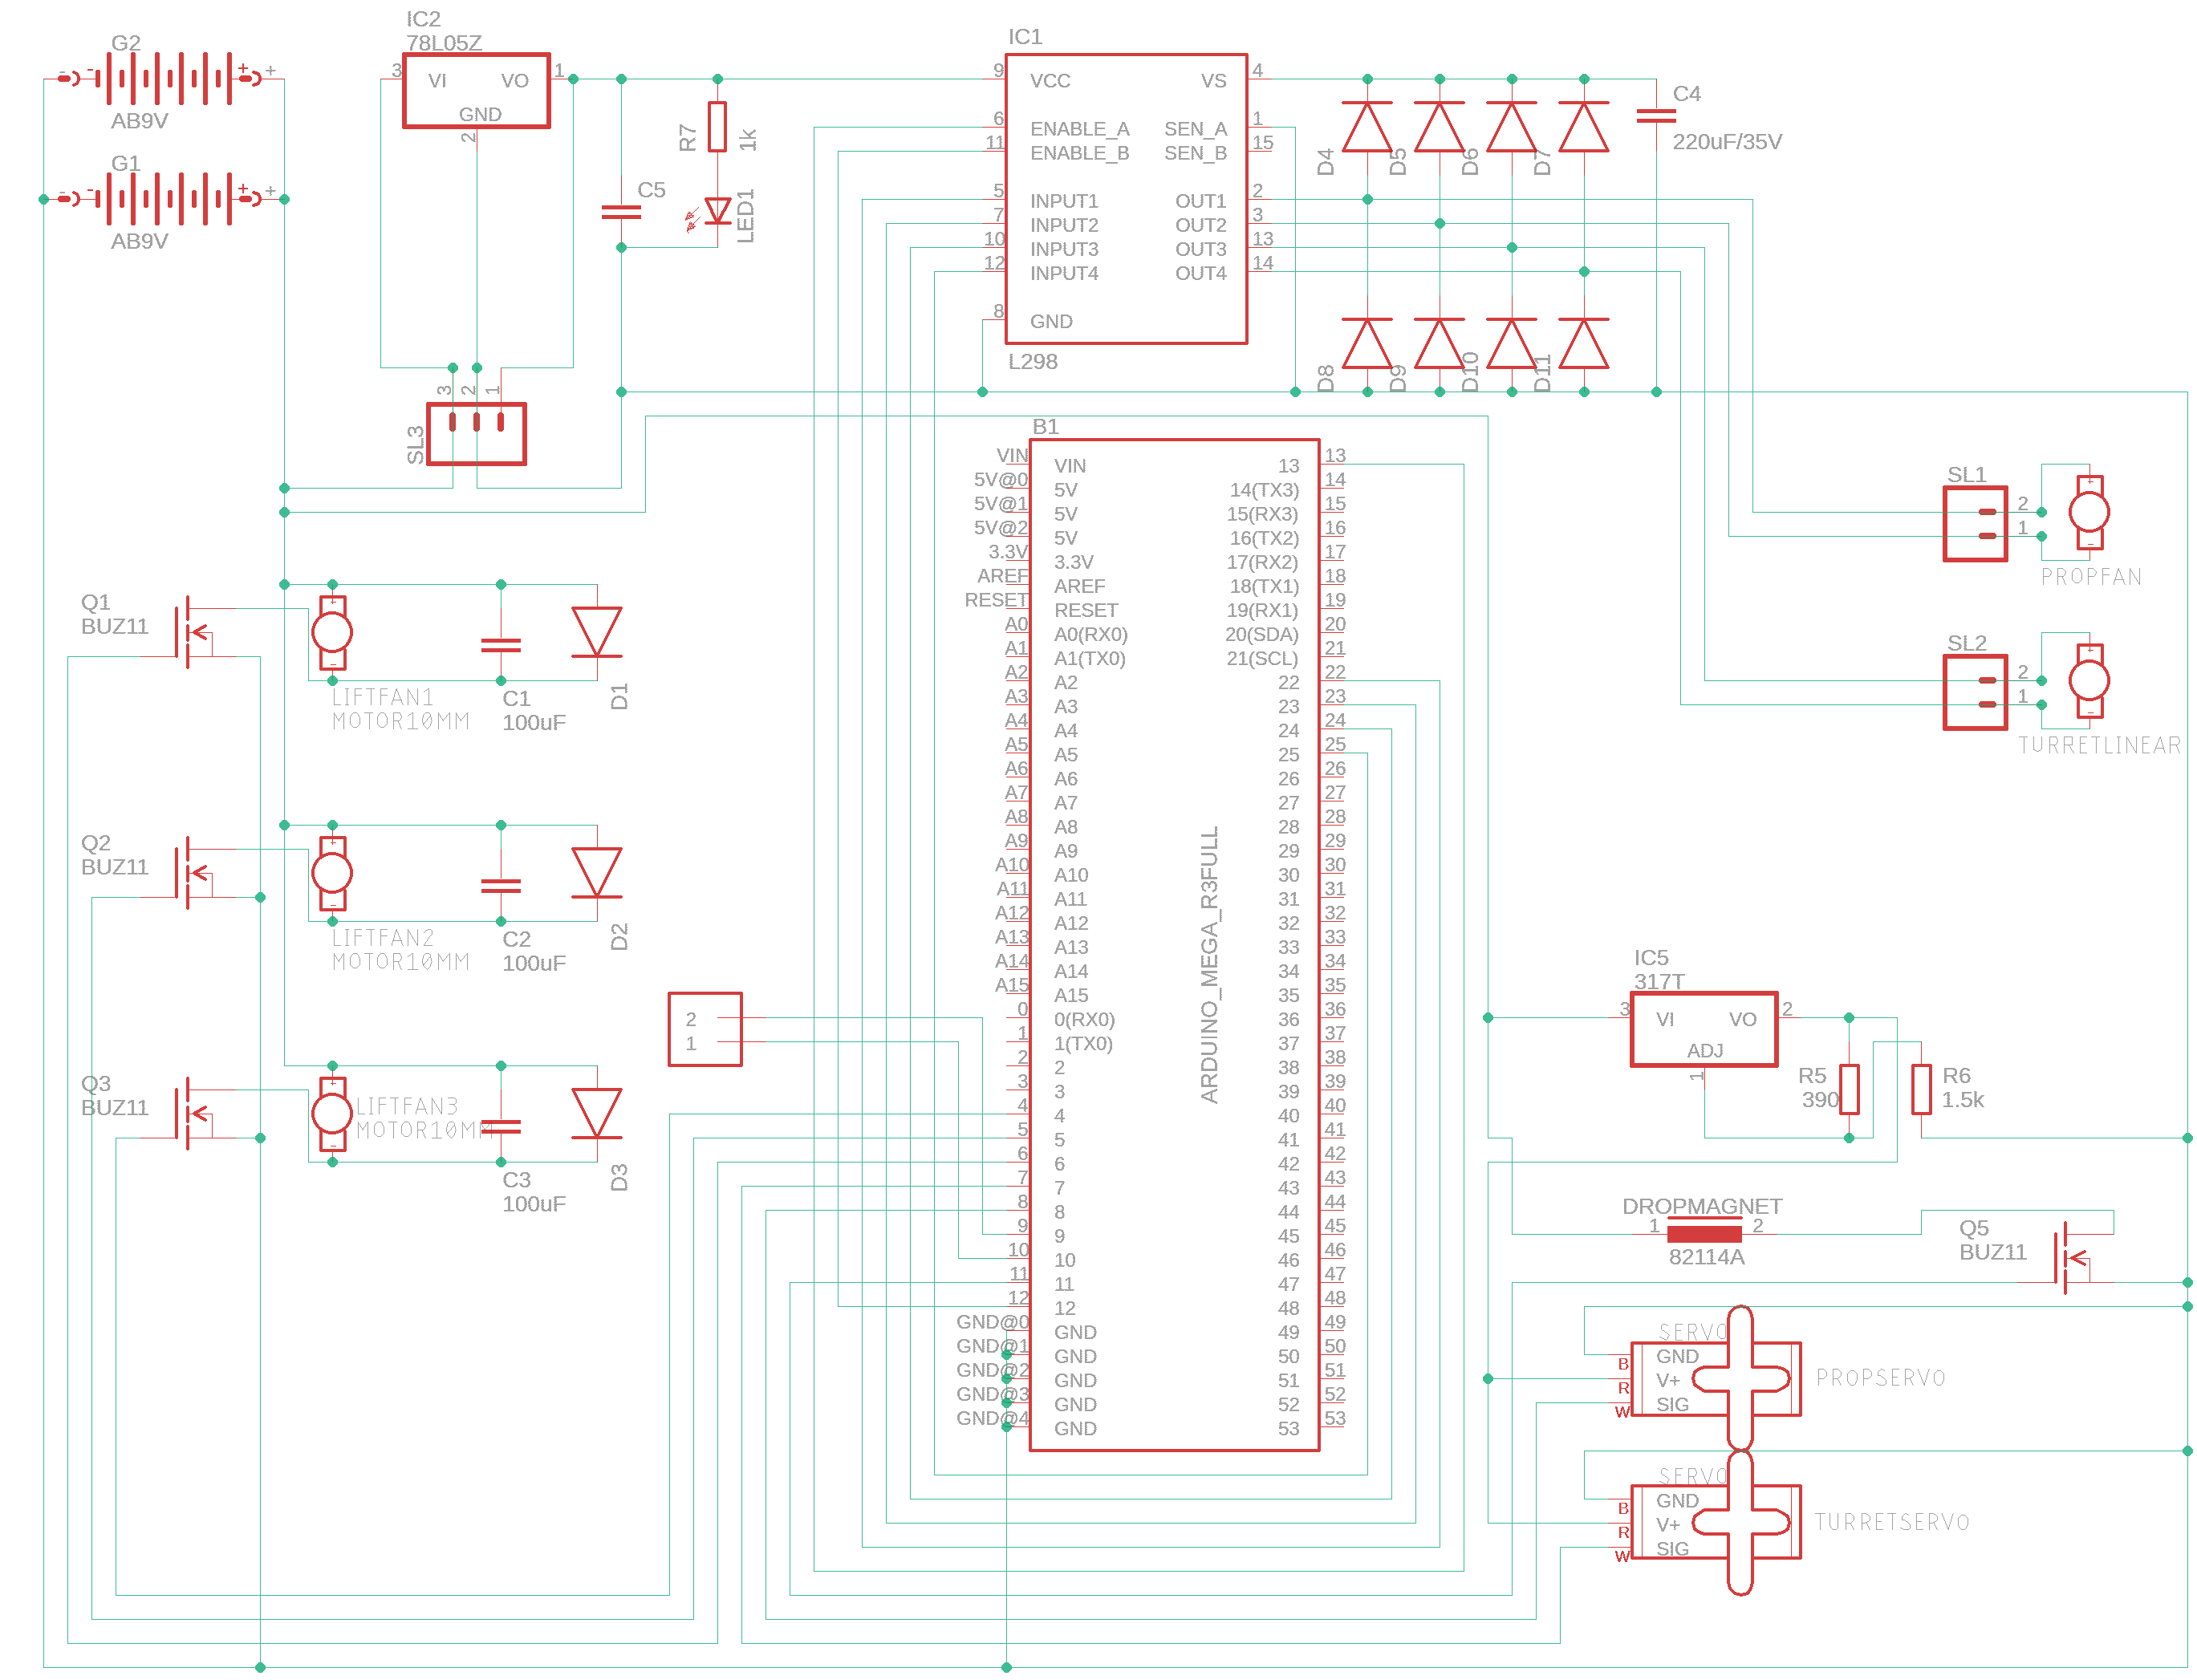 G2
AB9V
G1
AB9V
IC2
78L05Z
3 VI VO 1
GND
2
R7
1k
C5
LED1
SL3
3 2 1
IC1
9 VCC VS 4
6 ENABLE_A SEN_A 1
11 ENABLE_B SEN_B 15
5 INPUT1 OUT1 2
7 INPUT2 OUT2 3
10 INPUT3 OUT3 13
12 INPUT4 OUT4 14
8 GND
L298
D4 D5 D6 D7
D8 D9 D10 D11
C4
220uF/35V
SL1
2
1
PROPFAN
SL2
2
1
TURRETLINEAR
Q1
BUZ11
LIFTFAN1
MOTOR10MM
C1
100uF
D1
Q2
BUZ11
LIFTFAN2
MOTOR10MM
C2
100uF
D2
Q3
BUZ11
LIFTFAN3
MOTOR10MM
C3
100uF
D3
2
1
B1
ARDUINO_MEGA_R3FULL
VIN VIN 13 13
5V@0 5V 14(TX3) 14
5V@1 5V 15(RX3) 15
5V@2 5V 16(TX2) 16
3.3V 3.3V 17(RX2) 17
AREF AREF 18(TX1) 18
RESET RESET 19(RX1) 19
A0 A0(RX0) 20(SDA) 20
A1 A1(TX0) 21(SCL) 21
A2 A2 22 22
A3 A3 23 23
A4 A4 24 24
A5 A5 25 25
A6 A6 26 26
A7 A7 27 27
A8 A8 28 28
A9 A9 29 29
A10 A10 30 30
A11 A11 31 31
A12 A12 32 32
A13 A13 33 33
A14 A14 34 34
A15 A15 35 35
0 0(RX0) 36 36
1 1(TX0) 37 37
2 2 38 38
3 3 39 39
4 4 40 40
5 5 41 41
6 6 42 42
7 7 43 43
8 8 44 44
9 9 45 45
10 10 46 46
11 11 47 47
12 12 48 48
GND@0 GND 49 49
GND@1 GND 50 50
GND@2 GND 51 51
GND@3 GND 52 52
GND@4 GND 53 53
IC5
317T
3 VI VO 2
ADJ
1
R5
390
R6
1.5k
DROPMAGNET
1 2
82114A
Q5
BUZ11
SERVO
B GND
R V+
W SIG
PROPSERVO
SERVO
B GND
R V+
W SIG
TURRETSERVO